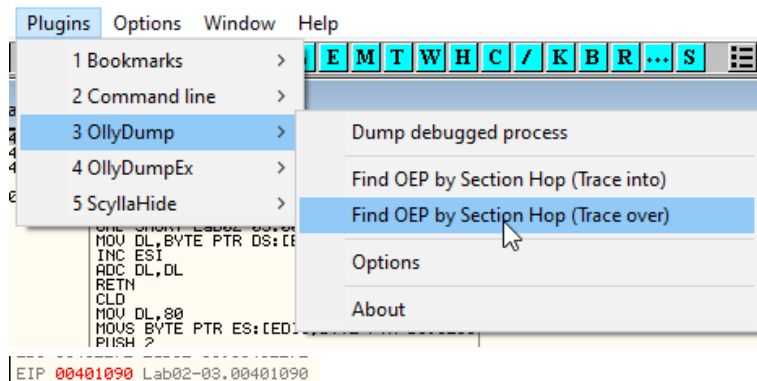 Plugins Options Window Help
E M T W H C / K B R ... S
1 Bookmarks >
2 Command line >
3 OllyDump >
4 OllyDumpEx >
5 ScyllaHide >
Dump debugged process
Find OEP by Section Hop (Trace into)
Find OEP by Section Hop (Trace over)
Options
About
MOV DL,BYTE PTR DS:[E
INC ESI
ADC DL,DL
RETN
CLD
MOV DL,80
MOVS BYTE PTR ES:[EDI
PUSH 2
EIP 00401090 Lab02-03.00401090